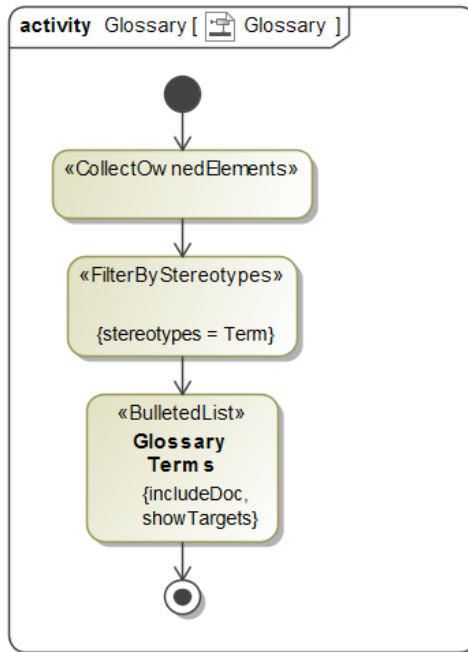 activity Glossary [ Glossary ]
«CollectOwnedElements»
«FilterByStereotypes»
{stereotypes = Term}
«BulletedList»
Glossary
Terms
{includeDoc,
showTargets}